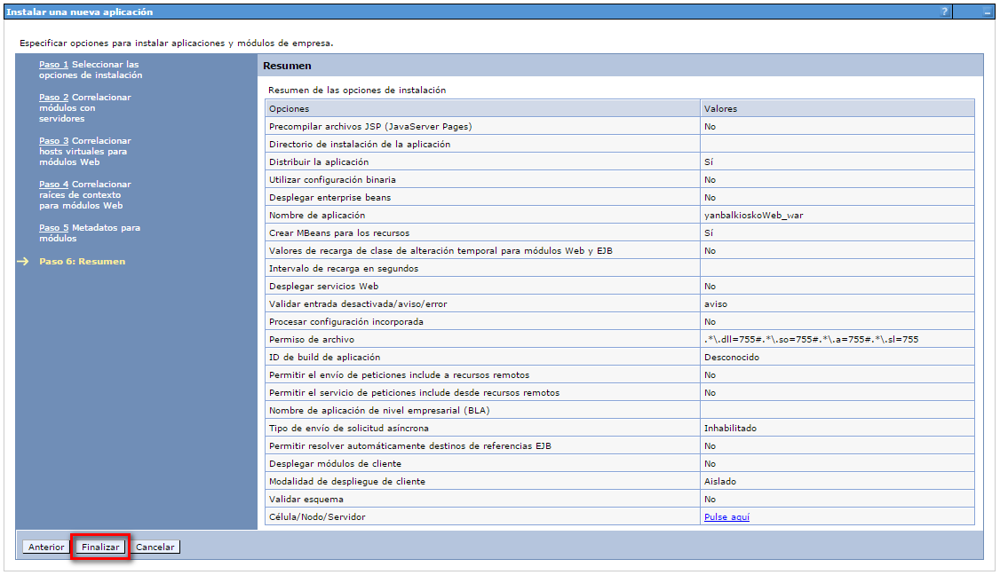 Instalar una nueva aplicación
?
Especificar opciones para instalar aplicaciones y módulos de empresa.
Paso 1 Seleccionar las
opciones de instalación
Paso 2 Correlacionar
módulos con
servidores
Paso 3 Correlacionar
hosts virtuales para
módulos Web
Paso 4 Correlacionar
raíces de contexto
para módulos Web
Paso 5 Metadatos para
módulos
Paso 6: Resumen
Resumen
Resumen de las opciones de instalación
Opciones Valores
Precompilar archivos JSP (JavaServer Pages) No
Directorio de instalación de la aplicación
Distribuir la aplicación Sí
Utilizar configuración binaria No
Desplegar enterprise beans No
Nombre de aplicación yanbalkioskoWeb_war
Crear MBeans para los recursos Sí
Valores de recarga de clase de alteración temporal para módulos Web y EJB No
Intervalo de recarga en segundos
Desplegar servicios Web No
Validar entrada desactivada/aviso/error aviso
Procesar configuración incorporada No
Permiso de archivo .*\.dll=755#.*\.so=755#.*\.a=755#.*\.sl=755
ID de build de aplicación Desconocido
Permitir el envío de peticiones include a recursos remotos No
Permitir el servicio de peticiones include desde recursos remotos No
Nombre de aplicación de nivel empresarial (BLA)
Tipo de envío de solicitud asíncrona Inhabilitado
Permitir resolver automáticamente destinos de referencias EJB No
Desplegar módulos de cliente No
Modalidad de despliegue de cliente Aislado
Validar esquema No
Célula/Nodo/Servidor Pulse aquí
Anterior Finalizar Cancelar